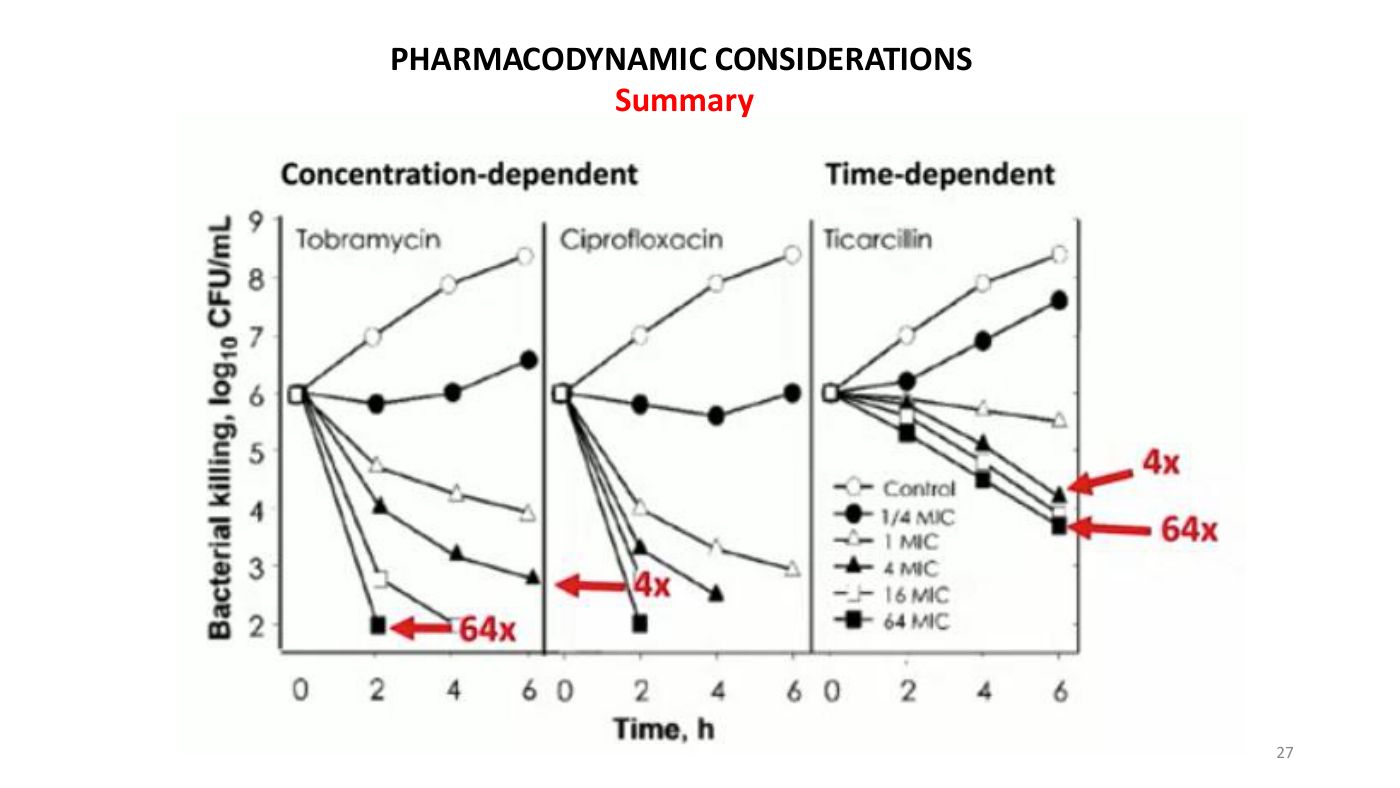 PHARMACODYNAMIC CONSIDERATIONS
Summary
Concentration-dependent
Time-dependent
Bacterial killing, log10 CFU/mL
9
8
7
6
5
4
3
2
Tobramycin
Ciprofloxacin
Ticarcillin
Control
1/4 MIC
1 MIC
4 MIC
16 MIC
64 MIC
4x
64x
4x
64x
0 2 4 6 0 2 4 6 0 2 4 6
Time, h
27